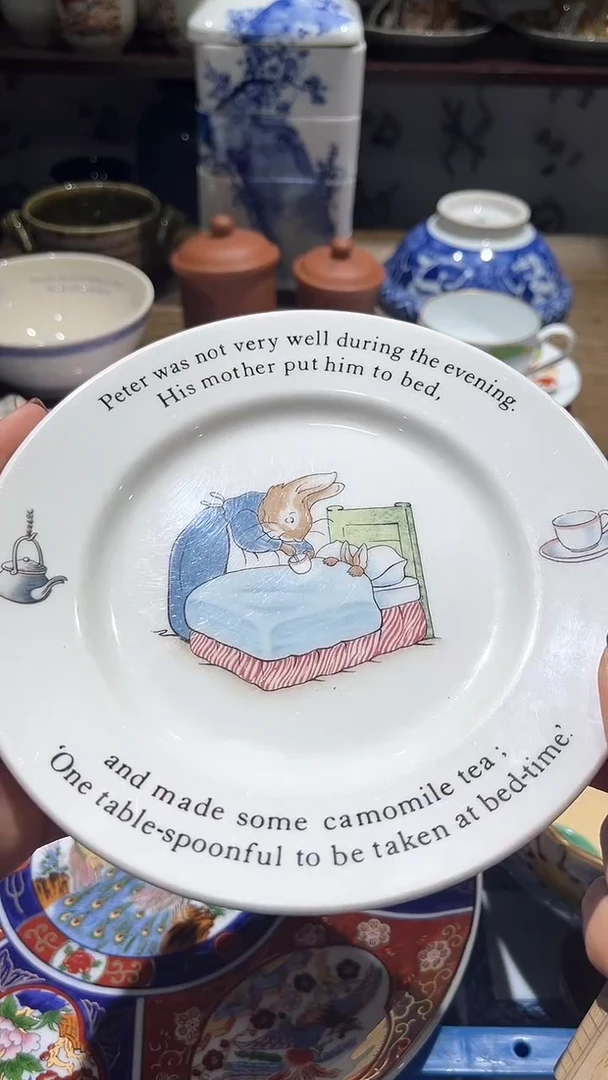 Peter was not very well during the evening.
His mother put him to bed,
and made some camomile tea ;
'One table-spoonful to be taken at bed-time.'